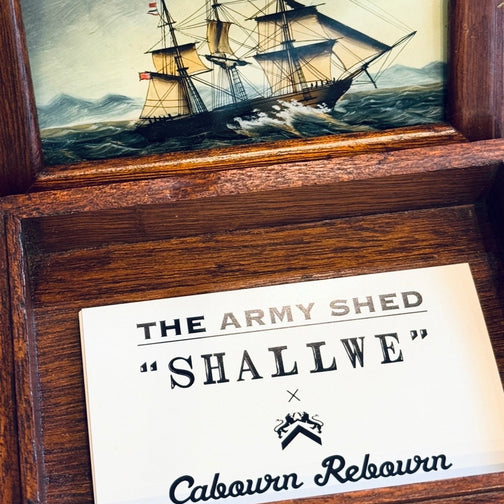 THE ARMY SHED
“SHALLWE”
×
Cabourn Rebourn